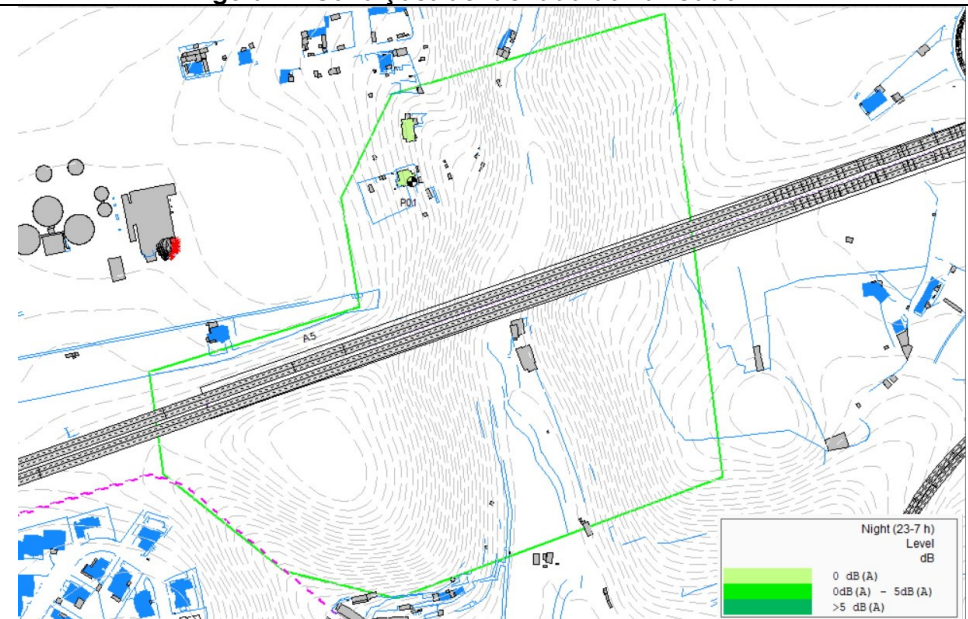 P01
A5
Night (23-7 h)
Level
dB
0 dB(A)
0dB(A) - 5dB(A)
>5 dB(A)